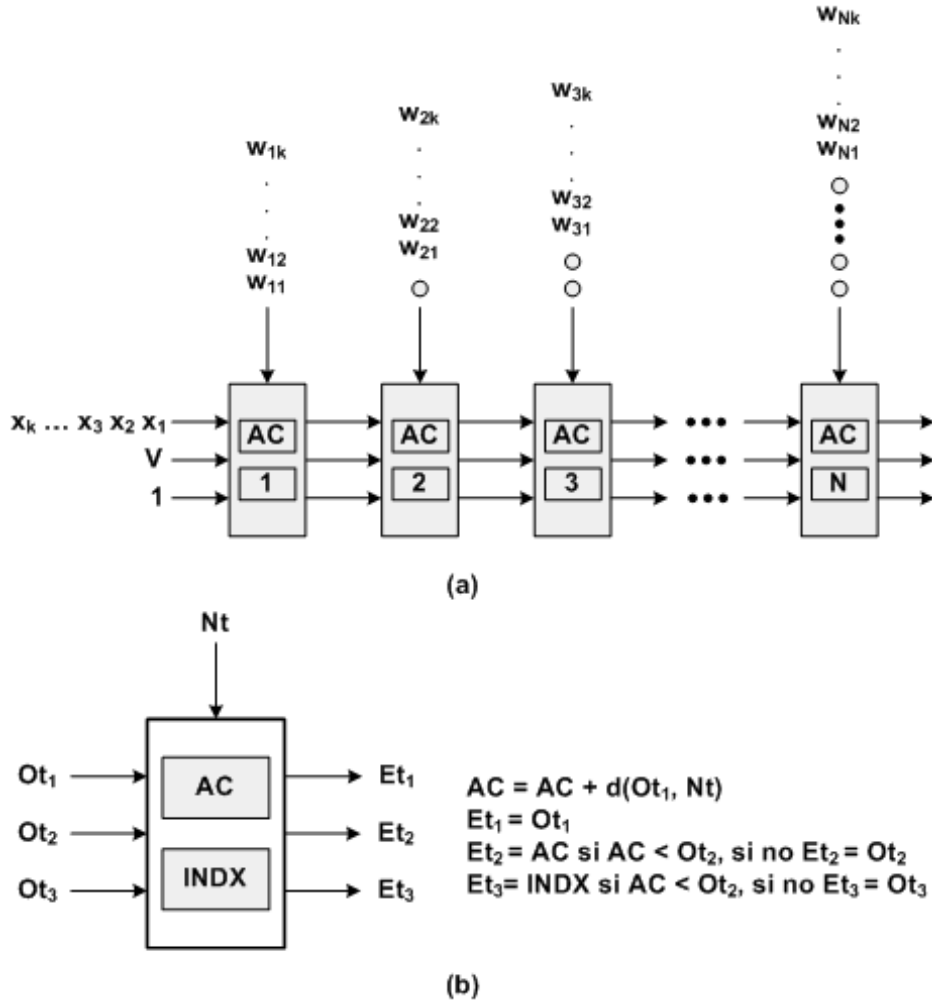 w1k
w12
w11
w2k
w22
w21
w3k
w32
w31
wNk
wN2
wN1
xk ... x3 x2 x1
V
1
AC
1
AC
2
AC
3
AC
N
(a)
Nt
Ot1
Ot2
Ot3
AC
INDX
Et1
Et2
Et3
AC = AC + d(Ot1, Nt)
Et1 = Ot1
Et2 = AC si AC < Ot2, si no Et2 = Ot2
Et3= INDX si AC < Ot2, si no Et3 = Ot3
(b)